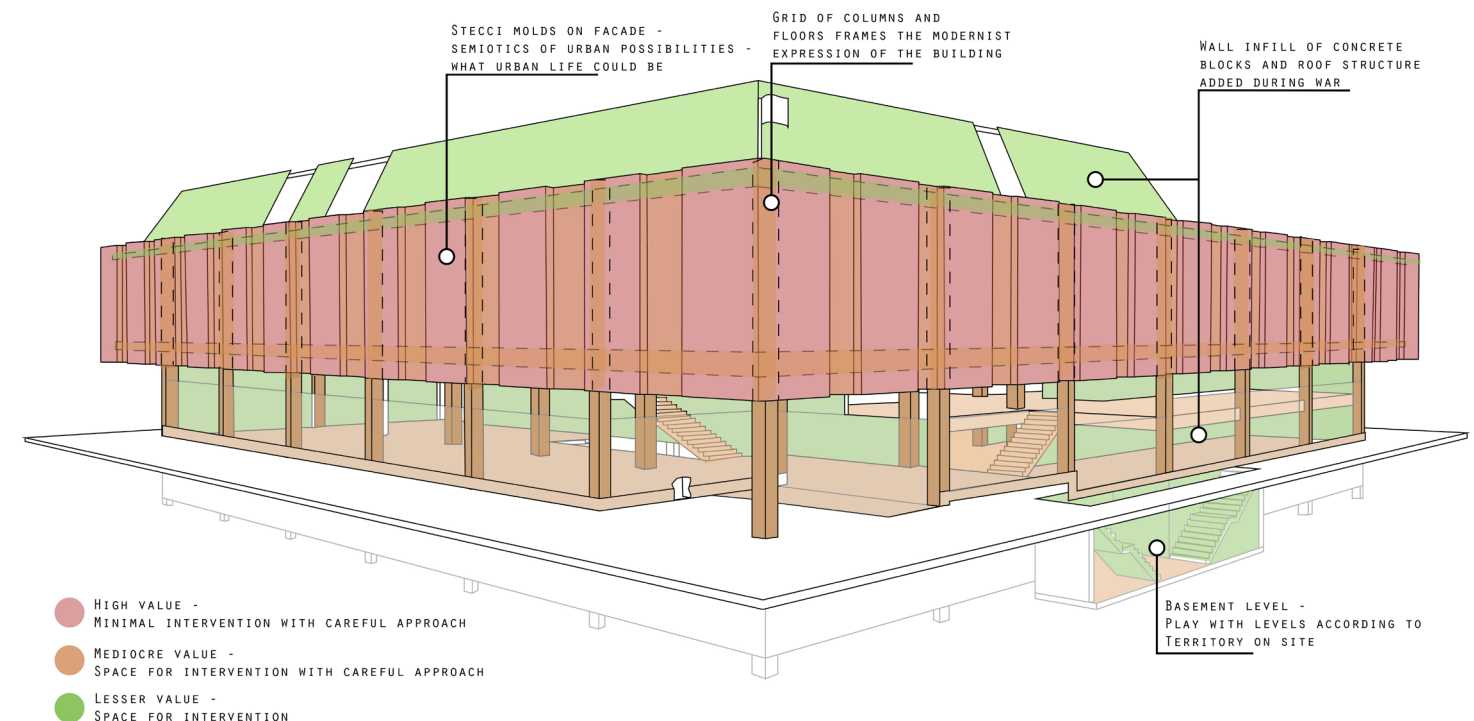 Stecci molds on facade -
semiotics of urban possibilities -
what urban life could be
Grid of columns and
floors frames the modernist
expression of the building
Wall infill of concrete
blocks and roof structure
added during war
Basement level -
Play with levels according to
Territory on site
High value -
Minimal intervention with careful approach
Mediocre value -
Space for intervention with careful approach
Lesser value -
Space for intervention